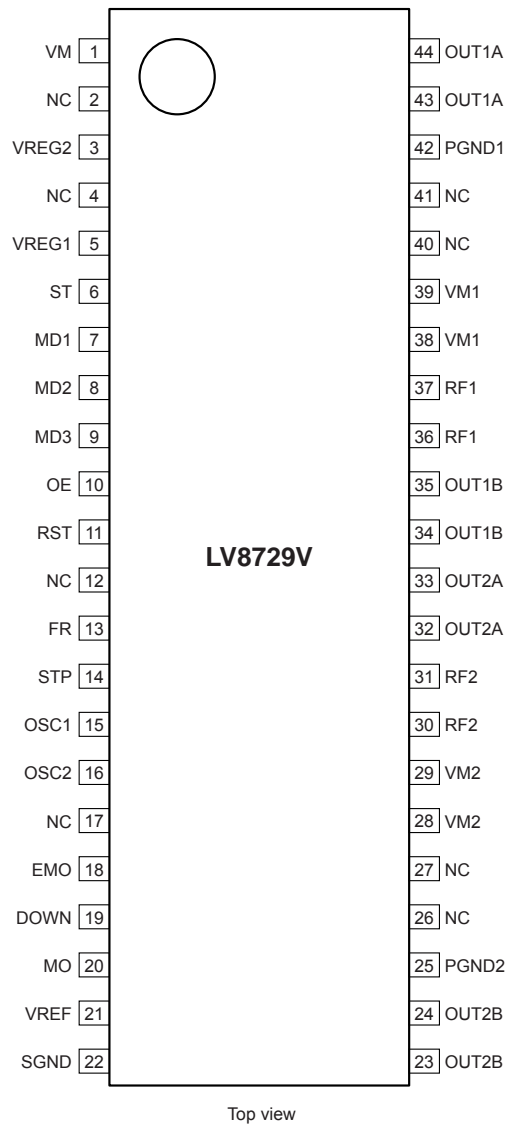 VM 1 44 OUT1A
NC 2 43 OUT1A
VREG2 3 42 PGND1
NC 4 41 NC
VREG1 5 40 NC
ST 6 39 VM1
MD1 7 38 VM1
MD2 8 37 RF1
MD3 9 36 RF1
OE 10 35 OUT1B
RST 11 34 OUT1B
LV8729V
NC 12 33 OUT2A
FR 13 32 OUT2A
STP 14 31 RF2
OSC1 15 30 RF2
OSC2 16 29 VM2
NC 17 28 VM2
EMO 18 27 NC
DOWN 19 26 NC
MO 20 25 PGND2
VREF 21 24 OUT2B
SGND 22 23 OUT2B
Top view